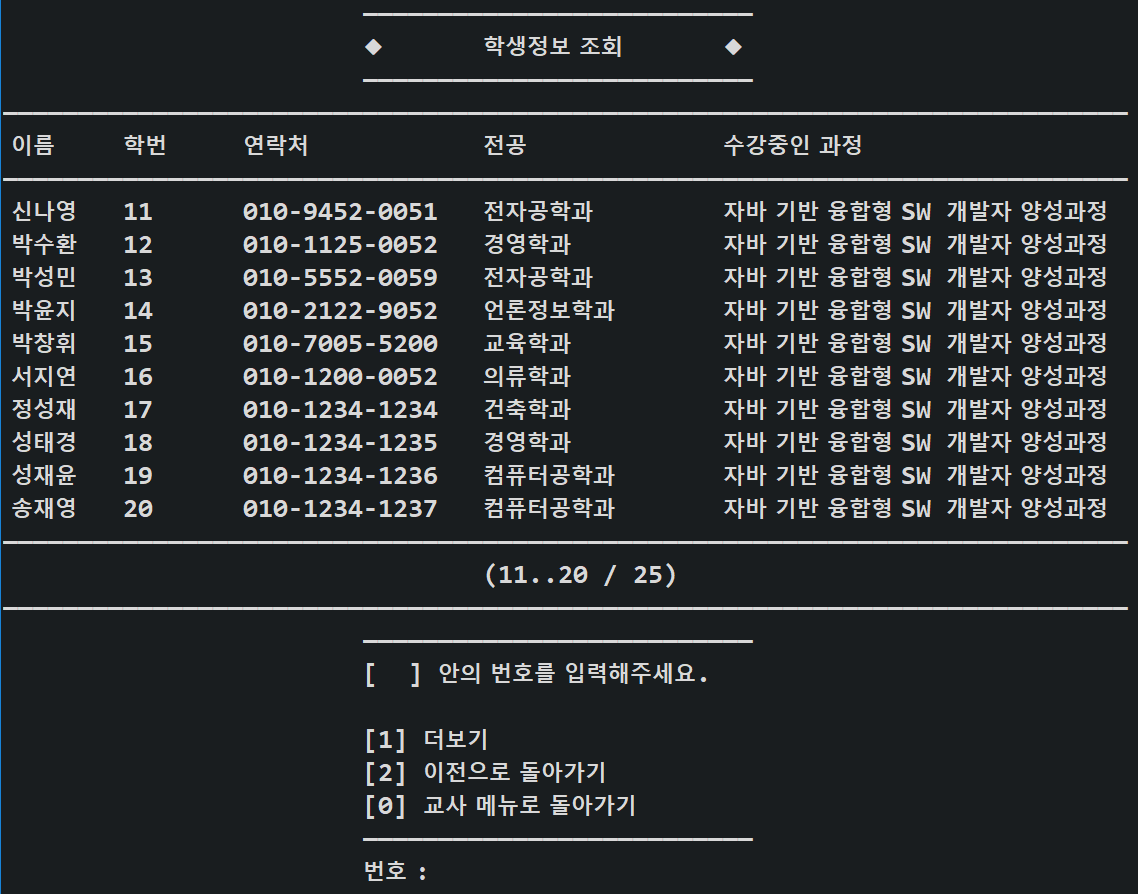 ◆ 학생정보 조회 ◆
이름 학번 연락처 전공 수강중인 과정
신나영 11 010-9452-0051 전자공학과 자바 기반 융합형 SW 개발자 양성과정
박수환 12 010-1125-0052 경영학과 자바 기반 융합형 SW 개발자 양성과정
박성민 13 010-5552-0059 전자공학과 자바 기반 융합형 SW 개발자 양성과정
박윤지 14 010-2122-9052 언론정보학과 자바 기반 융합형 SW 개발자 양성과정
박창휘 15 010-7005-5200 교육학과 자바 기반 융합형 SW 개발자 양성과정
서지연 16 010-1200-0052 의류학과 자바 기반 융합형 SW 개발자 양성과정
정성재 17 010-1234-1234 건축학과 자바 기반 융합형 SW 개발자 양성과정
성태경 18 010-1234-1235 경영학과 자바 기반 융합형 SW 개발자 양성과정
성재윤 19 010-1234-1236 컴퓨터공학과 자바 기반 융합형 SW 개발자 양성과정
송재영 20 010-1234-1237 컴퓨터공학과 자바 기반 융합형 SW 개발자 양성과정
(11..20 / 25)
[  ] 안의 번호를 입력해주세요.
[1] 더보기
[2] 이전으로 돌아가기
[0] 교사 메뉴로 돌아가기
번호 :